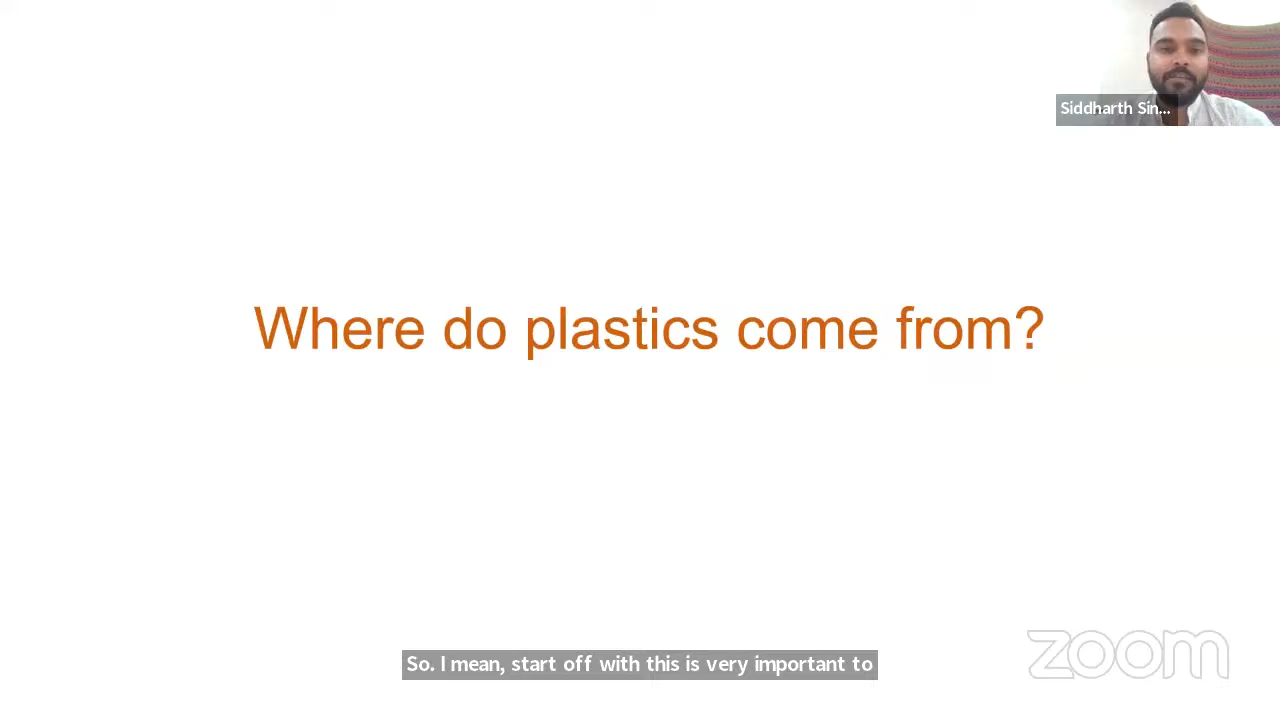 Siddharth Sin...
Where do plastics come from?
So. I mean, start off with this is very important to
zoom